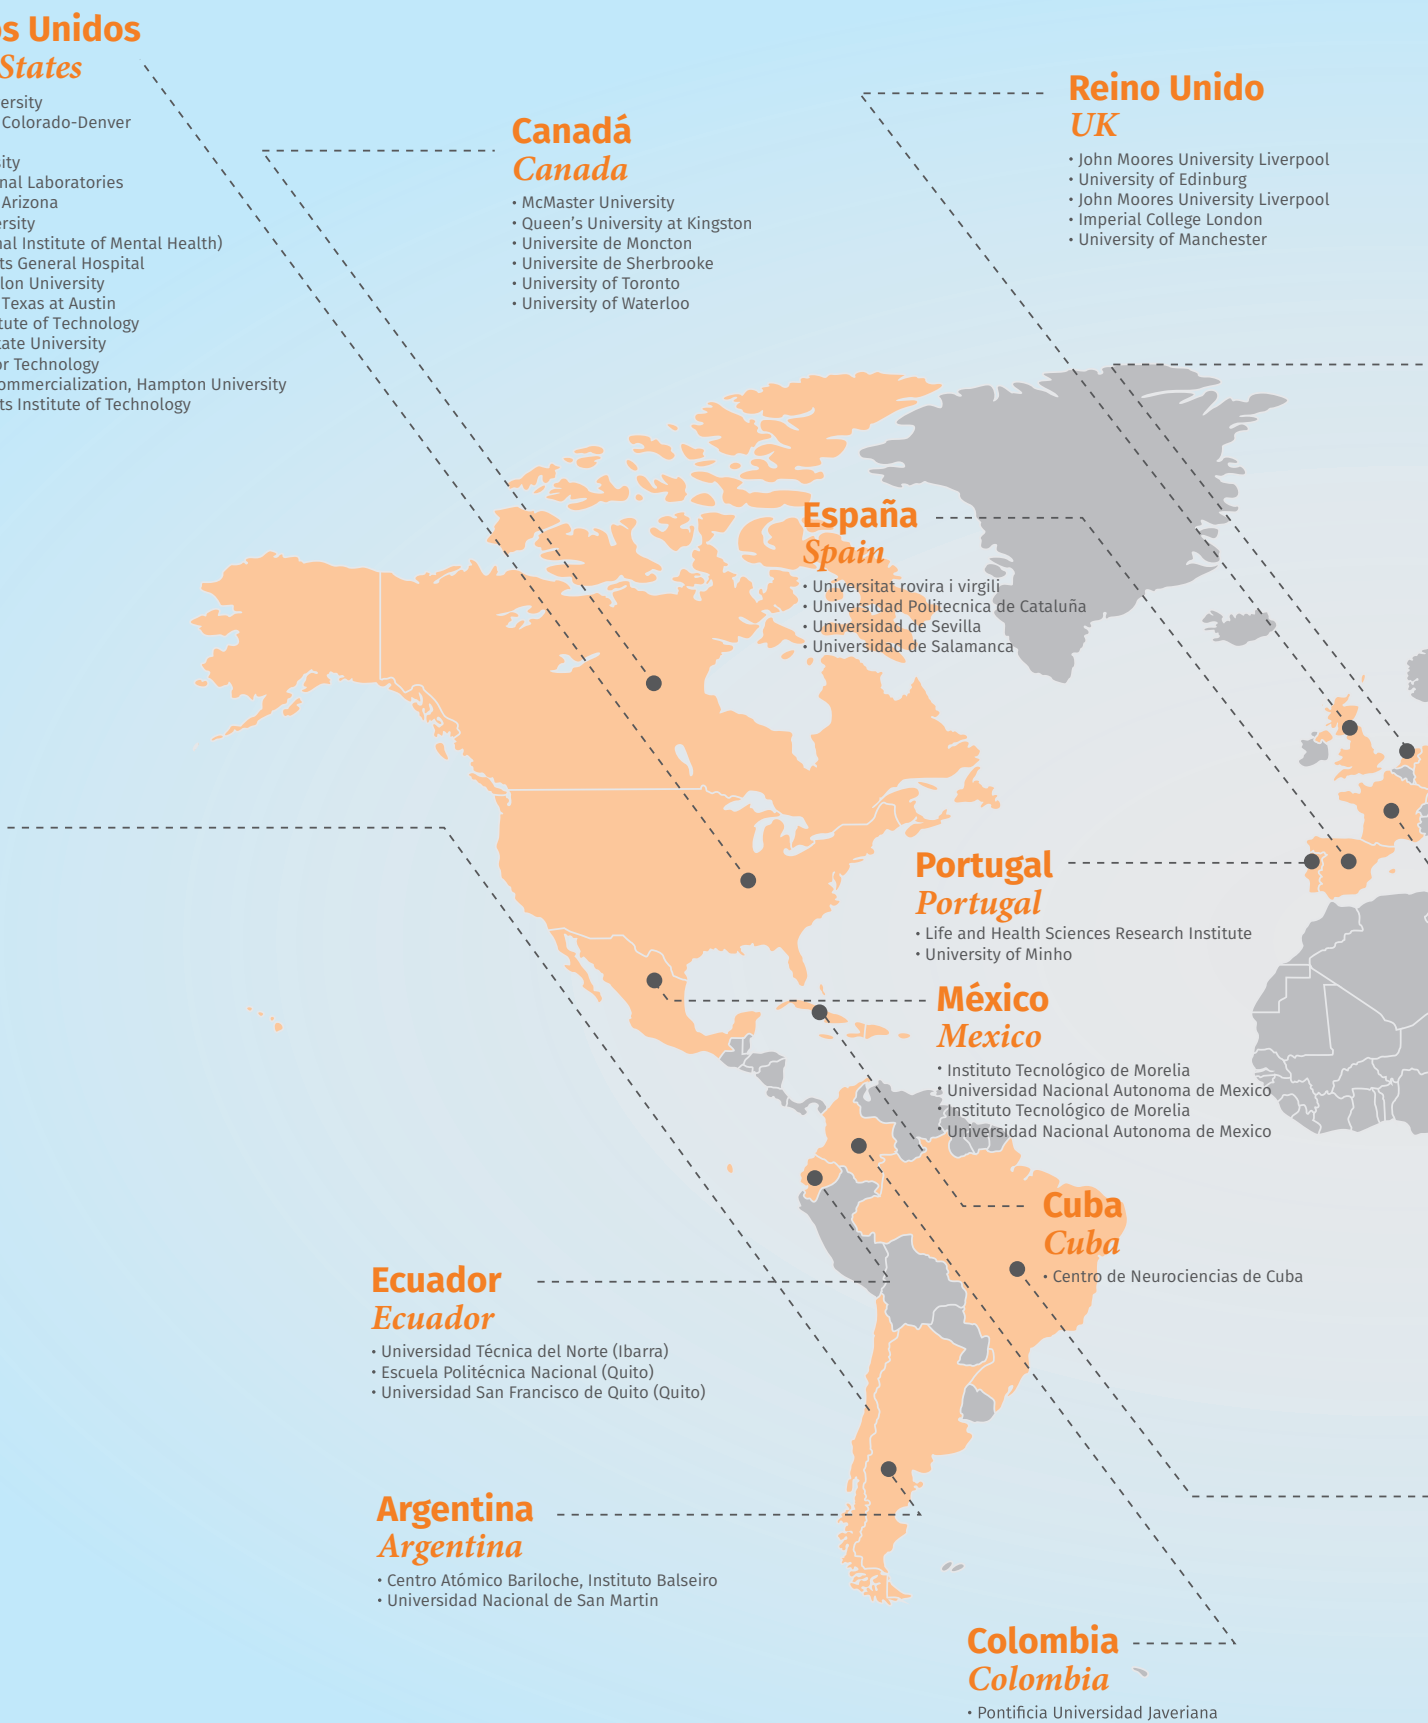 os Unidos
States
ersity
Colorado-Denver
sity
nal Laboratories
Arizona
ersity
nal Institute of Mental Health)
ts General Hospital
lon University
Texas at Austin
tute of Technology
tate University
or Technology
ommercialization, Hampton University
ts Institute of Technology
Canadá
Canada
• McMaster University
• Queen’s University at Kingston
• Universite de Moncton
• Universite de Sherbrooke
• University of Toronto
• University of Waterloo
Reino Unido
UK
• John Moores University Liverpool
• University of Edinburg
• John Moores University Liverpool
• Imperial College London
• University of Manchester
España
Spain
• Universitat rovira i virgili
• Universidad Politecnica de Cataluña
• Universidad de Sevilla
• Universidad de Salamanca
Portugal
Portugal
• Life and Health Sciences Research Institute
• University of Minho
México
Mexico
• Instituto Tecnológico de Morelia
• Universidad Nacional Autonoma de Mexico
• Instituto Tecnológico de Morelia
• Universidad Nacional Autonoma de Mexico
Cuba
Cuba
• Centro de Neurociencias de Cuba
Ecuador
Ecuador
• Universidad Técnica del Norte (Ibarra)
• Escuela Politécnica Nacional (Quito)
• Universidad San Francisco de Quito (Quito)
Argentina
Argentina
• Centro Atómico Bariloche, Instituto Balseiro
• Universidad Nacional de San Martin
Colombia
Colombia
• Pontificia Universidad Javeriana